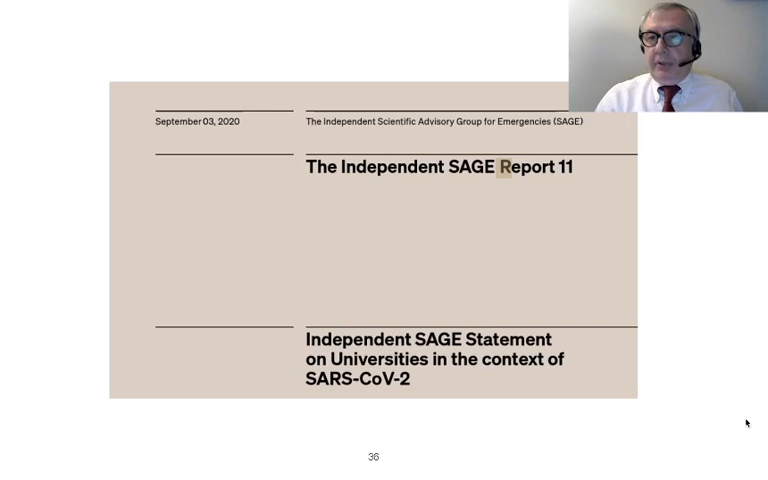 September 03, 2020
The Independent Scientific Advisory Group for Emergencies (SAGE)
The Independent SAGE Report 11
Independent SAGE Statement
on Universities in the context of
SARS-CoV-2
36